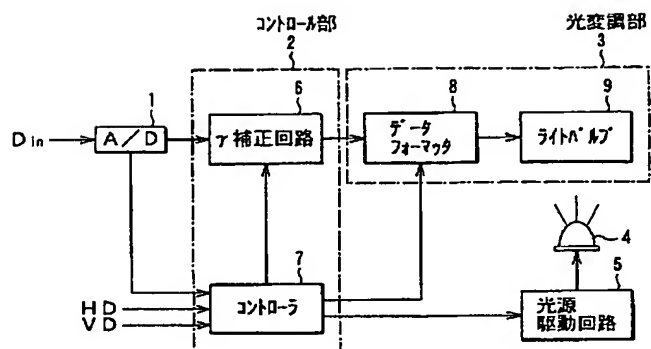 コントロール部
2
光変調部
3
1
6
8
9
Din
A/D
γ補正回路
データ
フォーマッタ
ライトバルブ
4
7
5
HD
VD
コントローラ
光源
駆動回路